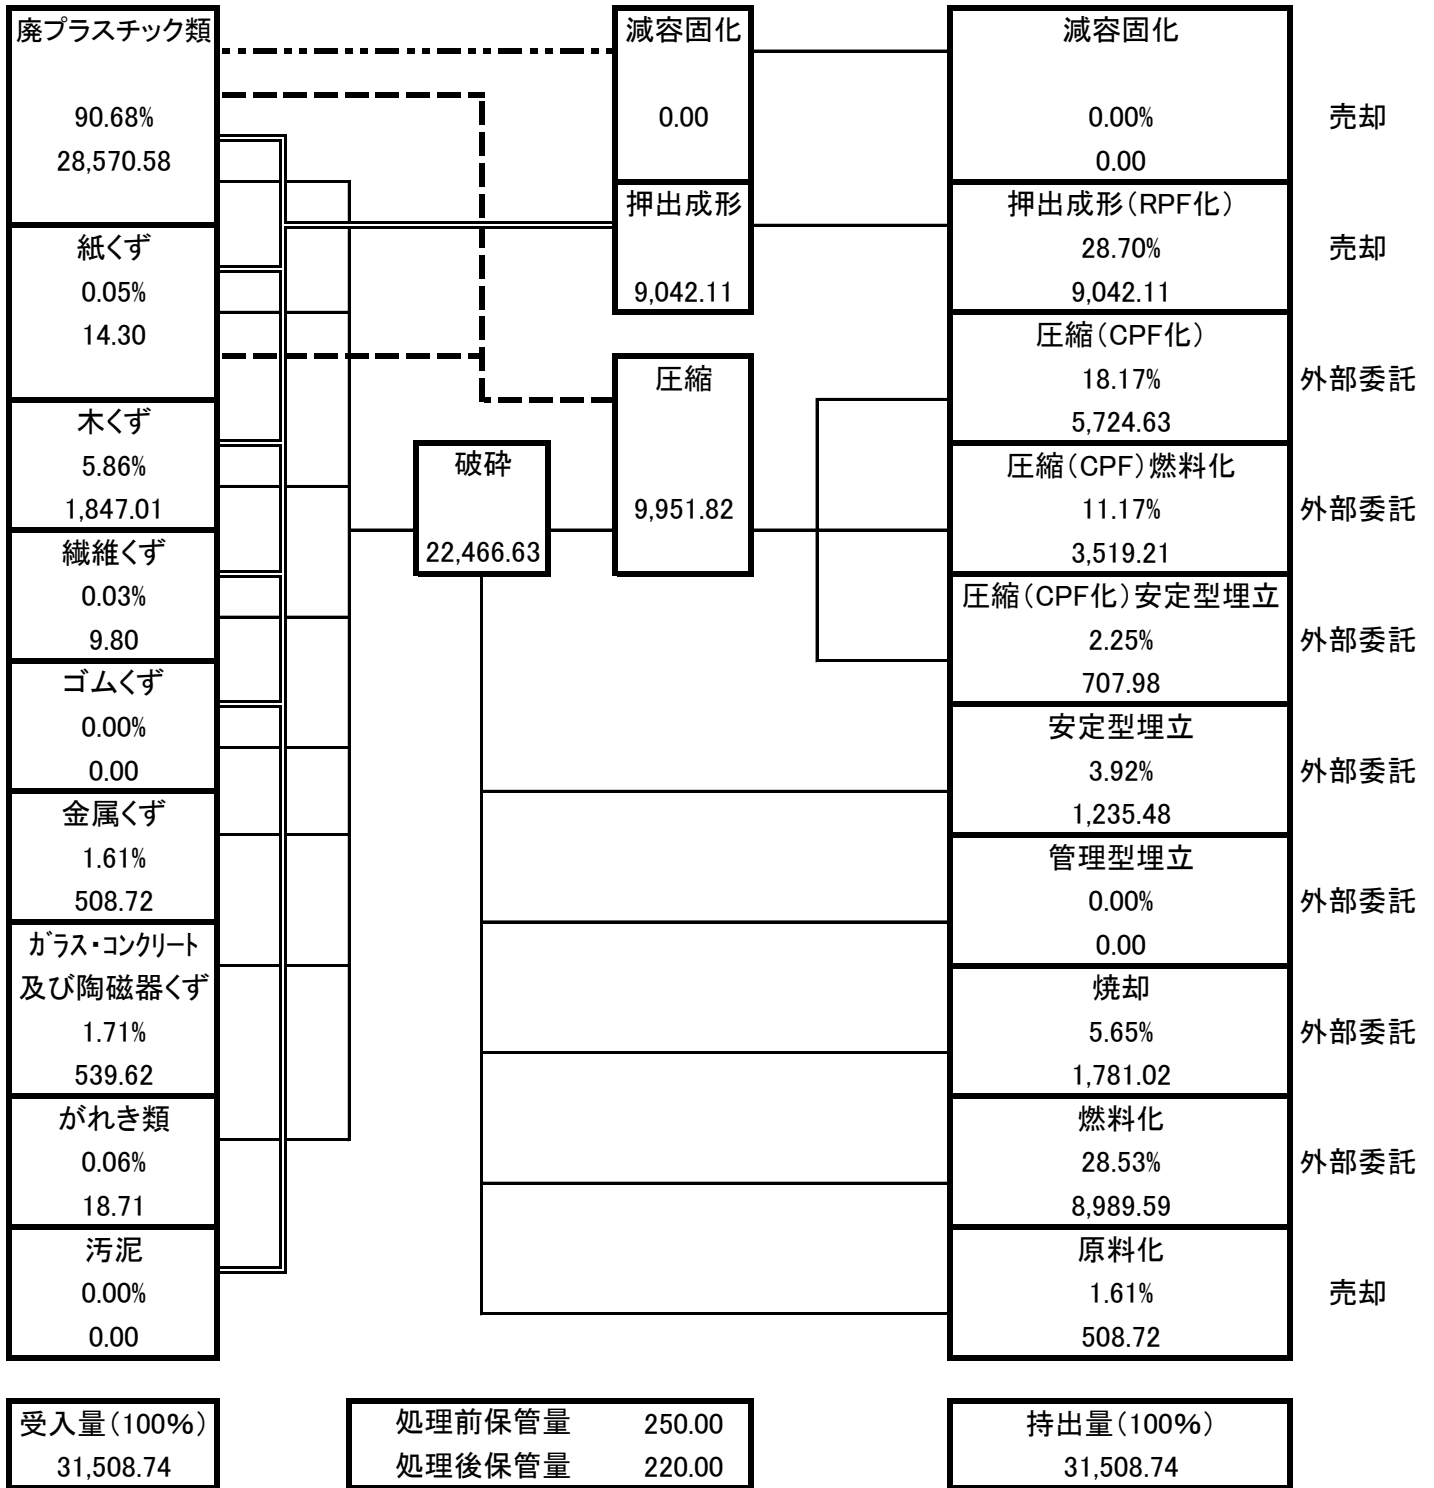 廃プラスチック類
90.68%
28,570.58
紙くず
0.05%
14.30
木くず
5.86%
1,847.01
繊維くず
0.03%
9.80
ゴムくず
0.00%
0.00
金属くず
1.61%
508.72
ガラス・コンクリート
及び陶磁器くず
1.71%
539.62
がれき類
0.06%
18.71
汚泥
0.00%
0.00
破砕
22,466.63
減容固化
0.00
押出成形
9,042.11
圧縮
9,951.82
減容固化
0.00%
0.00
売却
押出成形(RPF化)
28.70%
9,042.11
売却
圧縮(CPF化)
18.17%
5,724.63
外部委託
圧縮(CPF)燃料化
11.17%
3,519.21
外部委託
圧縮(CPF化)安定型埋立
2.25%
707.98
外部委託
安定型埋立
3.92%
1,235.48
外部委託
管理型埋立
0.00%
0.00
外部委託
焼却
5.65%
1,781.02
外部委託
燃料化
28.53%
8,989.59
外部委託
原料化
1.61%
508.72
売却
受入量(100%)
31,508.74
処理前保管量 250.00
処理後保管量 220.00
持出量(100%)
31,508.74